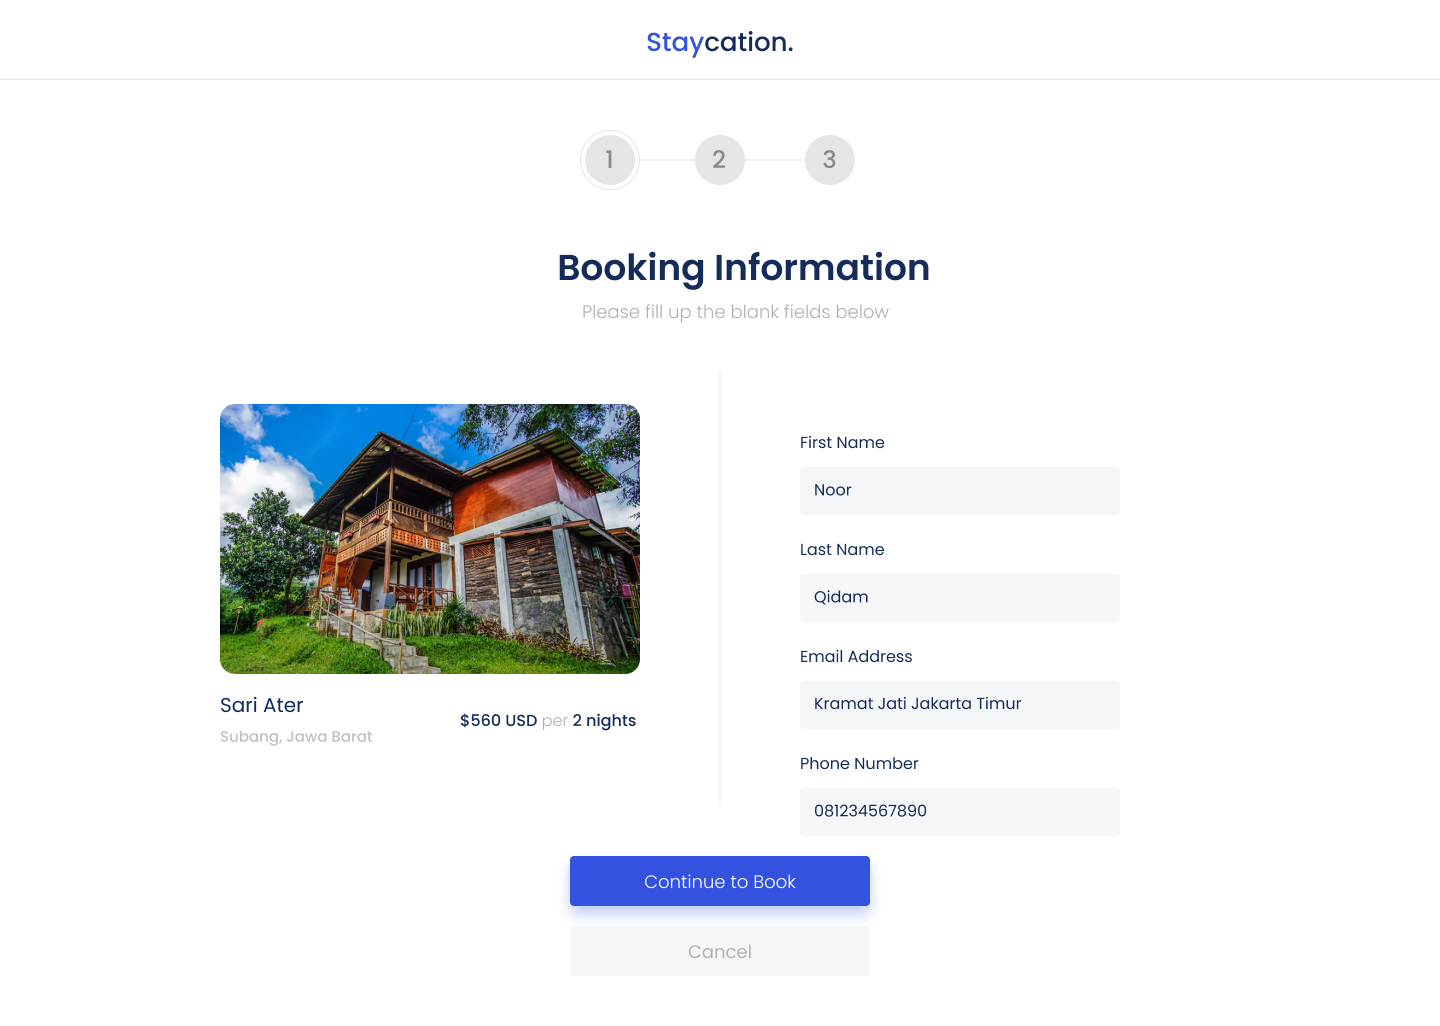 Staycation.
1 2 3
Booking Information
Please fill up the blank fields below
Sari Ater
Subang, Jawa Barat
$560 USD per 2 nights
First Name
Noor
Last Name
Qidam
Email Address
Kramat Jati Jakarta Timur
Phone Number
081234567890
Continue to Book
Cancel